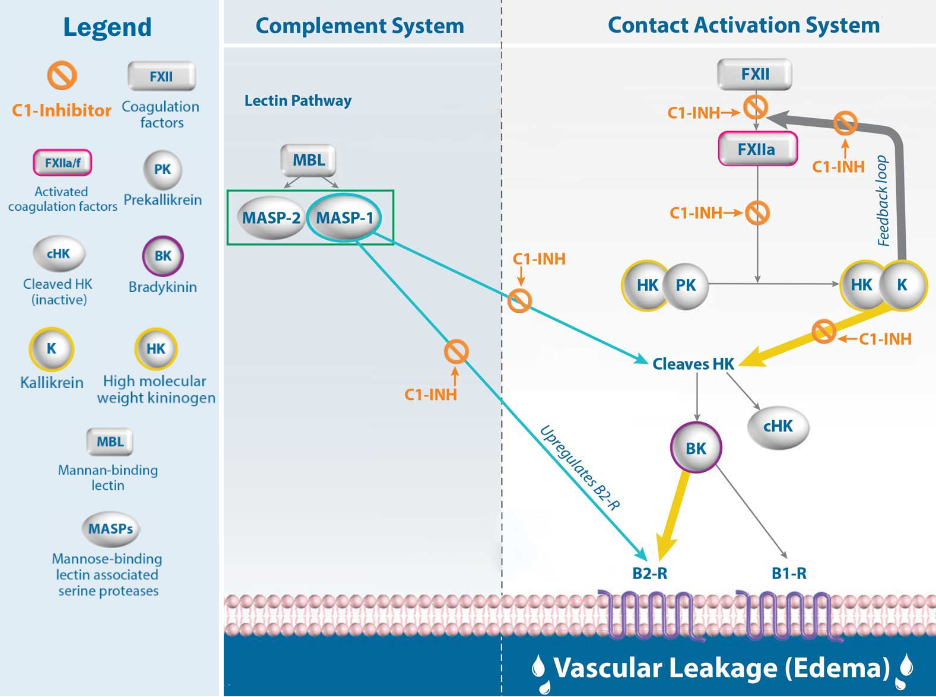 Legend
C1-Inhibitor
FXII
Coagulation
factors
FXIIa/f
Activated
coagulation factors
PK
Prekallikrein
cHK
Cleaved HK
(inactive)
BK
Bradykinin
K
Kallikrein
HK
High molecular
weight kininogen
MBL
Mannan-binding
lectin
MASPs
Mannose-binding
lectin associated
serine proteases
Complement System
Lectin Pathway
MBL
MASP-2
MASP-1
C1-INH
C1-INH
Upregulates B2-R
Contact Activation System
FXII
C1-INH
C1-INH
FXIIa
Feedback loop
C1-INH
HK
PK
HK
K
C1-INH
Cleaves HK
cHK
BK
B2-R
B1-R
Vascular Leakage (Edema)